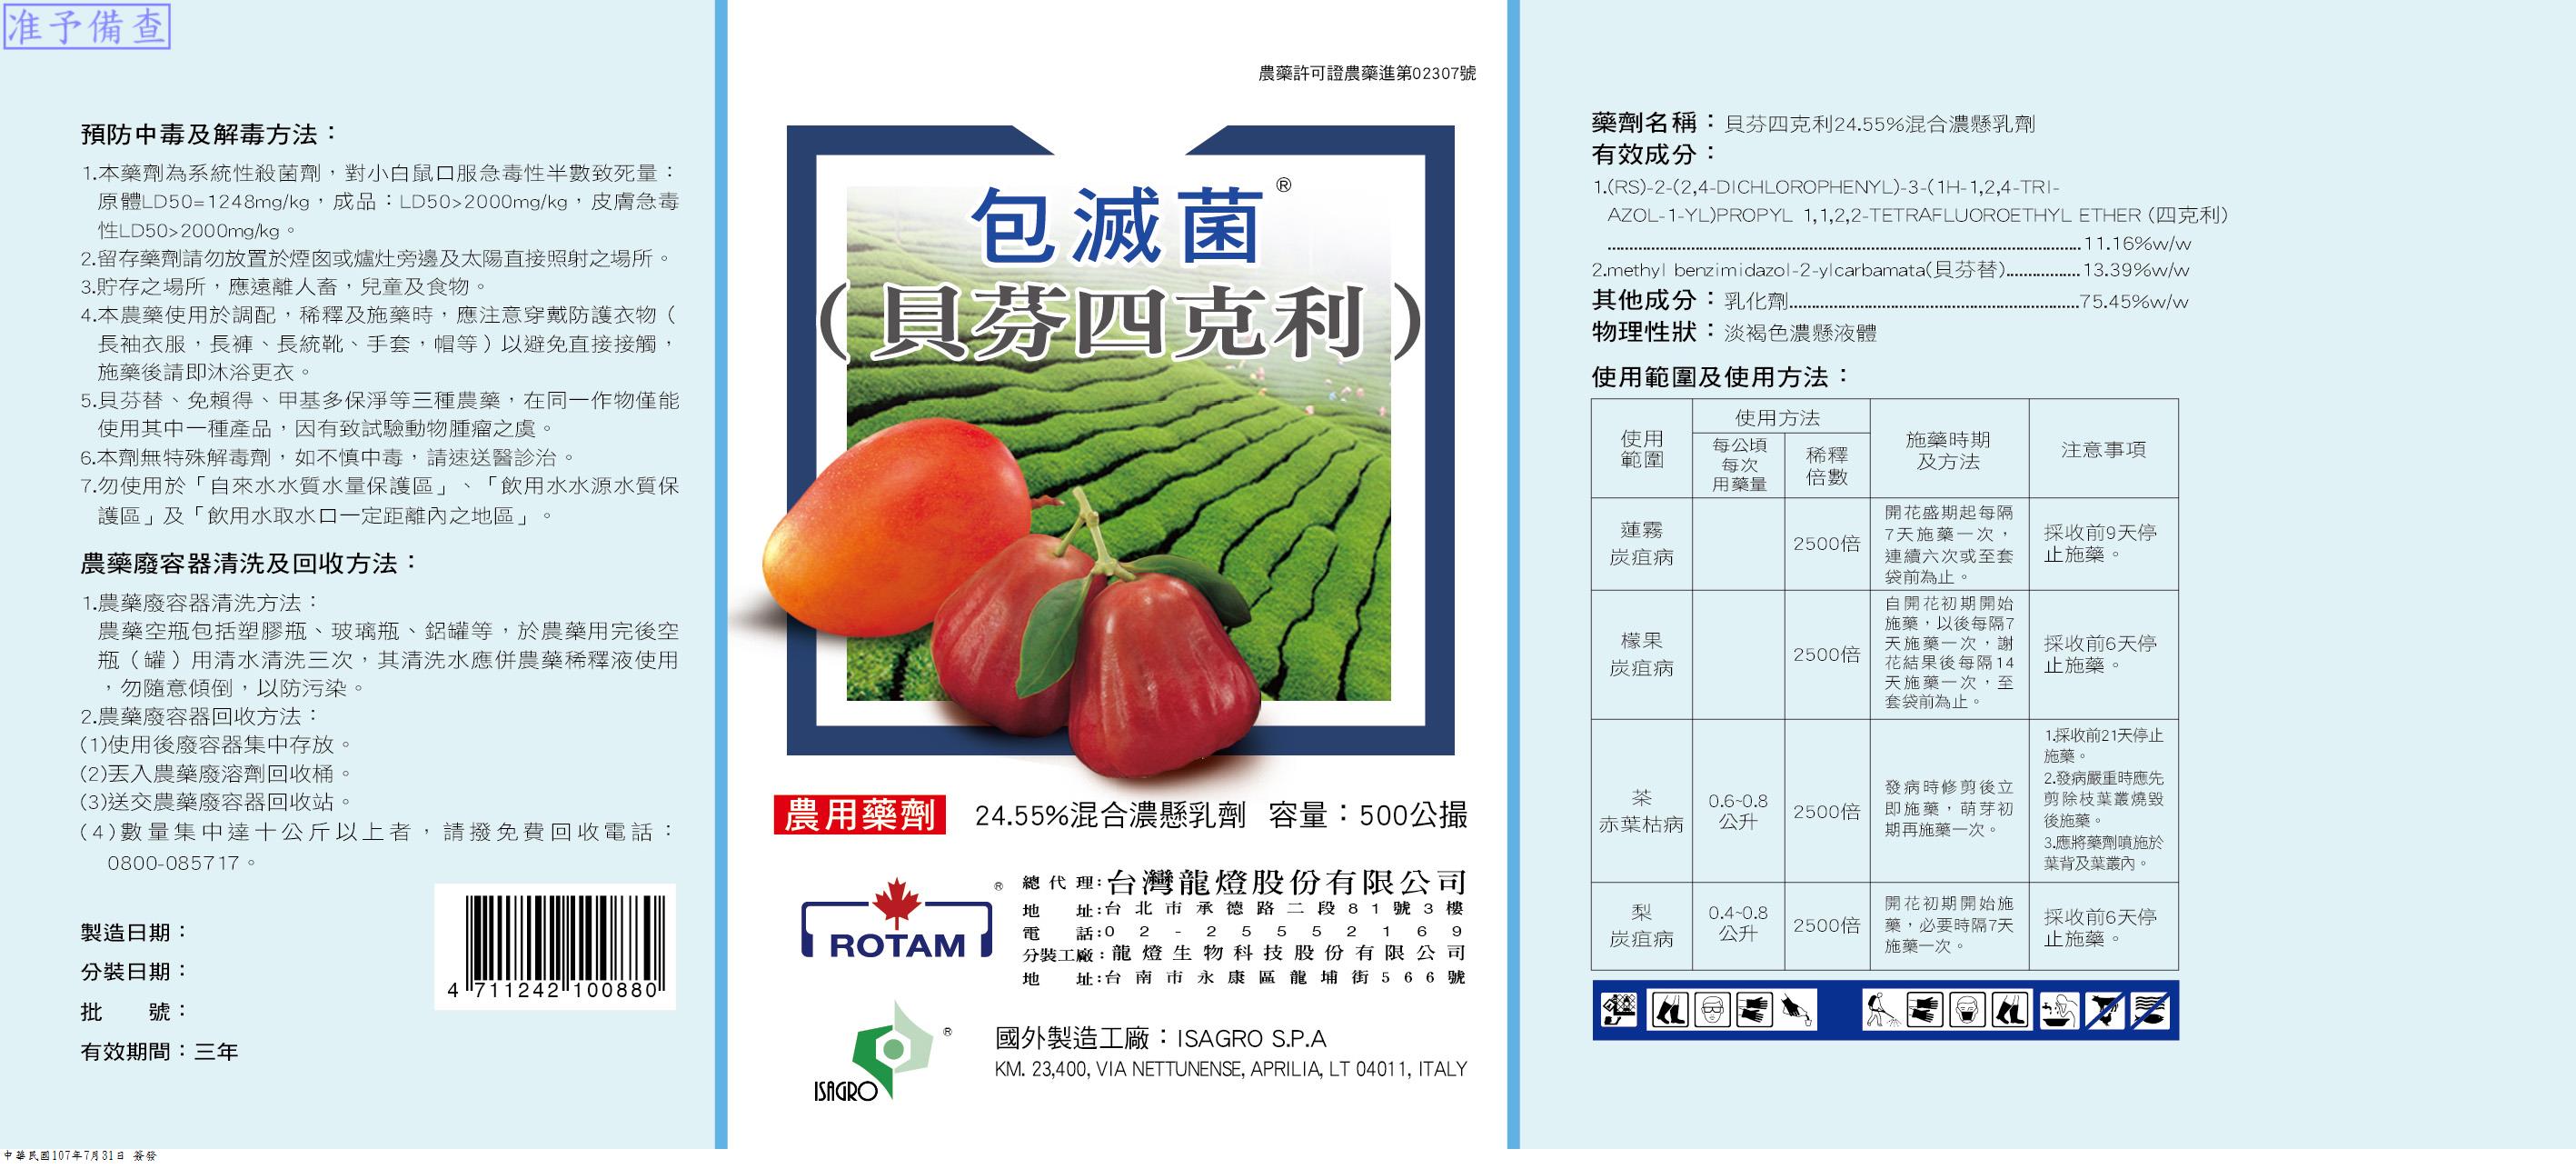 准予備查
預防中毒及解毒方法：
1.本藥劑為系統性殺菌劑，對小白鼠口服急毒性半數致死量：
原體LD50=1248mg/kg，成品：LD50>2000mg/kg，皮膚急毒
性LD50>2000mg/kg。
2.留存藥劑請勿放置於煙囪或爐灶旁邊及太陽直接照射之場所。
3.貯存之場所，應遠離人畜，兒童及食物。
4.本農藥使用於調配，稀釋及施藥時，應注意穿戴防護衣物（
長袖衣服，長褲、長統靴、手套，帽等）以避免直接接觸，
施藥後請即沐浴更衣。
5.貝芬替、免賴得、甲基多保淨等三種農藥，在同一作物僅能
使用其中一種產品，因有致試驗動物腫瘤之虞。
6.本劑無特殊解毒劑，如不慎中毒，請速送醫診治。
7.勿使用於「自來水水質水量保護區」、「飲用水水源水質保
護區」及「飲用水取水口一定距離內之地區」。
農藥廢容器清洗及回收方法：
1.農藥廢容器清洗方法：
農藥空瓶包括塑膠瓶、玻璃瓶、鋁罐等，於農藥用完後空
瓶（罐）用清水清洗三次，其清洗水應併農藥稀釋液使用
，勿隨意傾倒，以防污染。
2.農藥廢容器回收方法：
(1)使用後廢容器集中存放。
(2)丟入農藥廢溶劑回收桶。
(3)送交農藥廢容器回收站。
(4)數量集中達十公斤以上者，請撥免費回收電話：
0800-085717。
製造日期：
分裝日期：
批　　號：
有效期間：三年
4 711242 100880
中華民國107年7月31日 簽發
農藥許可證農藥進第02307號
包滅菌®
（貝芬四克利）
農用藥劑 24.55%混合濃懸乳劑 容量：500公撮
ROTAM ®
總代理:台灣龍燈股份有限公司
地　址:台北市承德路二段81號3樓
電　話:02-25552169
分裝工廠:龍燈生物科技股份有限公司
地　址:台南市永康區龍埔街566號
ISAGRO ®
國外製造工廠：ISAGRO S.P.A
KM. 23,400, VIA NETTUNENSE, APRILIA, LT 04011, ITALY
藥劑名稱：貝芬四克利24.55%混合濃懸乳劑
有效成分：
1.(RS)-2-(2,4-DICHLOROPHENYL)-3-(1H-1,2,4-TRI-
AZOL-1-YL)PROPYL 1,1,2,2-TETRAFLUOROETHYL ETHER (四克利)
........................................11.16%w/w
2.methyl benzimidazol-2-ylcarbamata(貝芬替)................13.39%w/w
其他成分：乳化劑........................................75.45%w/w
物理性狀：淡褐色濃懸液體
使用範圍及使用方法：
使用
範圍
使用方法
每公頃
每次
用藥量
稀釋
倍數
施藥時期
及方法
注意事項
蓮霧
炭疽病
2500倍
開花盛期起每隔
7天施藥一次，
連續六次或至套
袋前為止。
採收前9天停
止施藥。
檬果
炭疽病
2500倍
自開花初期開始
施藥，以後每隔7
天施藥一次，謝
花結果後每隔14
天施藥一次，至
套袋前為止。
採收前6天停
止施藥。
茶
赤葉枯病
0.6~0.8
公升
2500倍
發病時修剪後立
即施藥，萌芽初
期再施藥一次。
1.採收前21天停止
施藥。
2.發病嚴重時應先
剪除枝葉叢燒毀
後施藥。
3.應將藥劑噴施於
葉背及葉叢內。
梨
炭疽病
0.4~0.8
公升
2500倍
開花初期開始施
藥，必要時隔7天
施藥一次。
採收前6天停
止施藥。